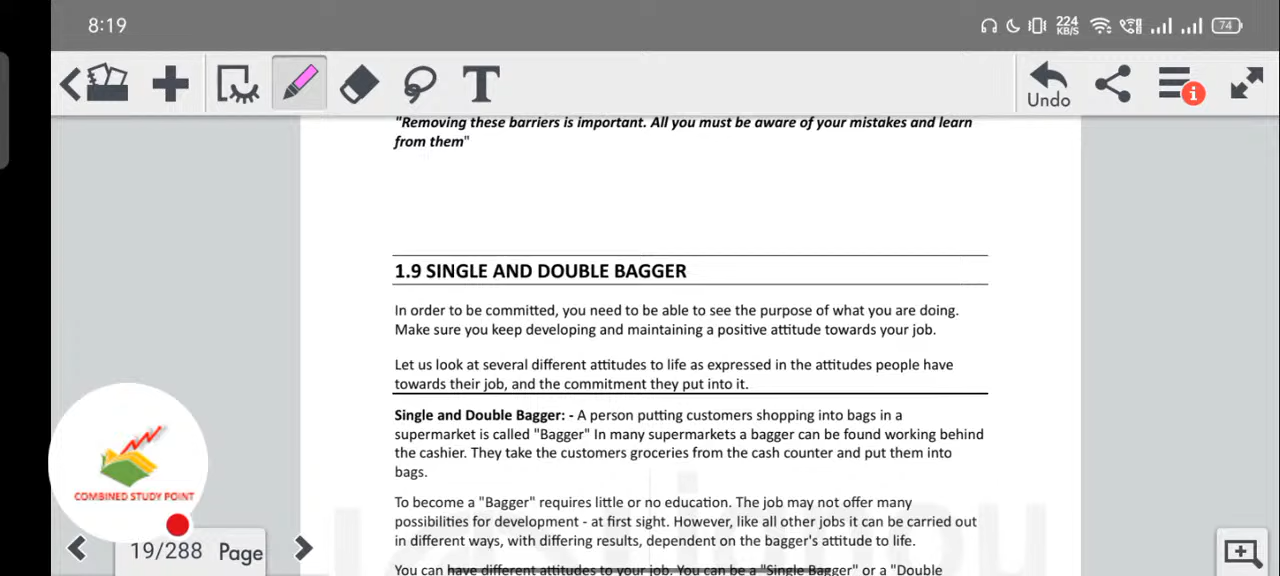 8:19
224
KB/S
74
T
Undo
i
"Removing these barriers is important. All you must be aware of your mistakes and learn
from them"
1.9 SINGLE AND DOUBLE BAGGER
In order to be committed, you need to be able to see the purpose of what you are doing.
Make sure you keep developing and maintaining a positive attitude towards your job.
Let us look at several different attitudes to life as expressed in the attitudes people have
towards their job, and the commitment they put into it.
Single and Double Bagger: - A person putting customers shopping into bags in a
supermarket is called "Bagger" In many supermarkets a bagger can be found working behind
the cashier. They take the customers groceries from the cash counter and put them into
bags.
To become a "Bagger" requires little or no education. The job may not offer many
possibilities for development - at first sight. However, like all other jobs it can be carried out
in different ways, with differing results, dependent on the bagger's attitude to life.
You can have different attitudes to your job. You can be a "Single Bagger" or a "Double
COMBINED STUDY POINT
19/288 Page